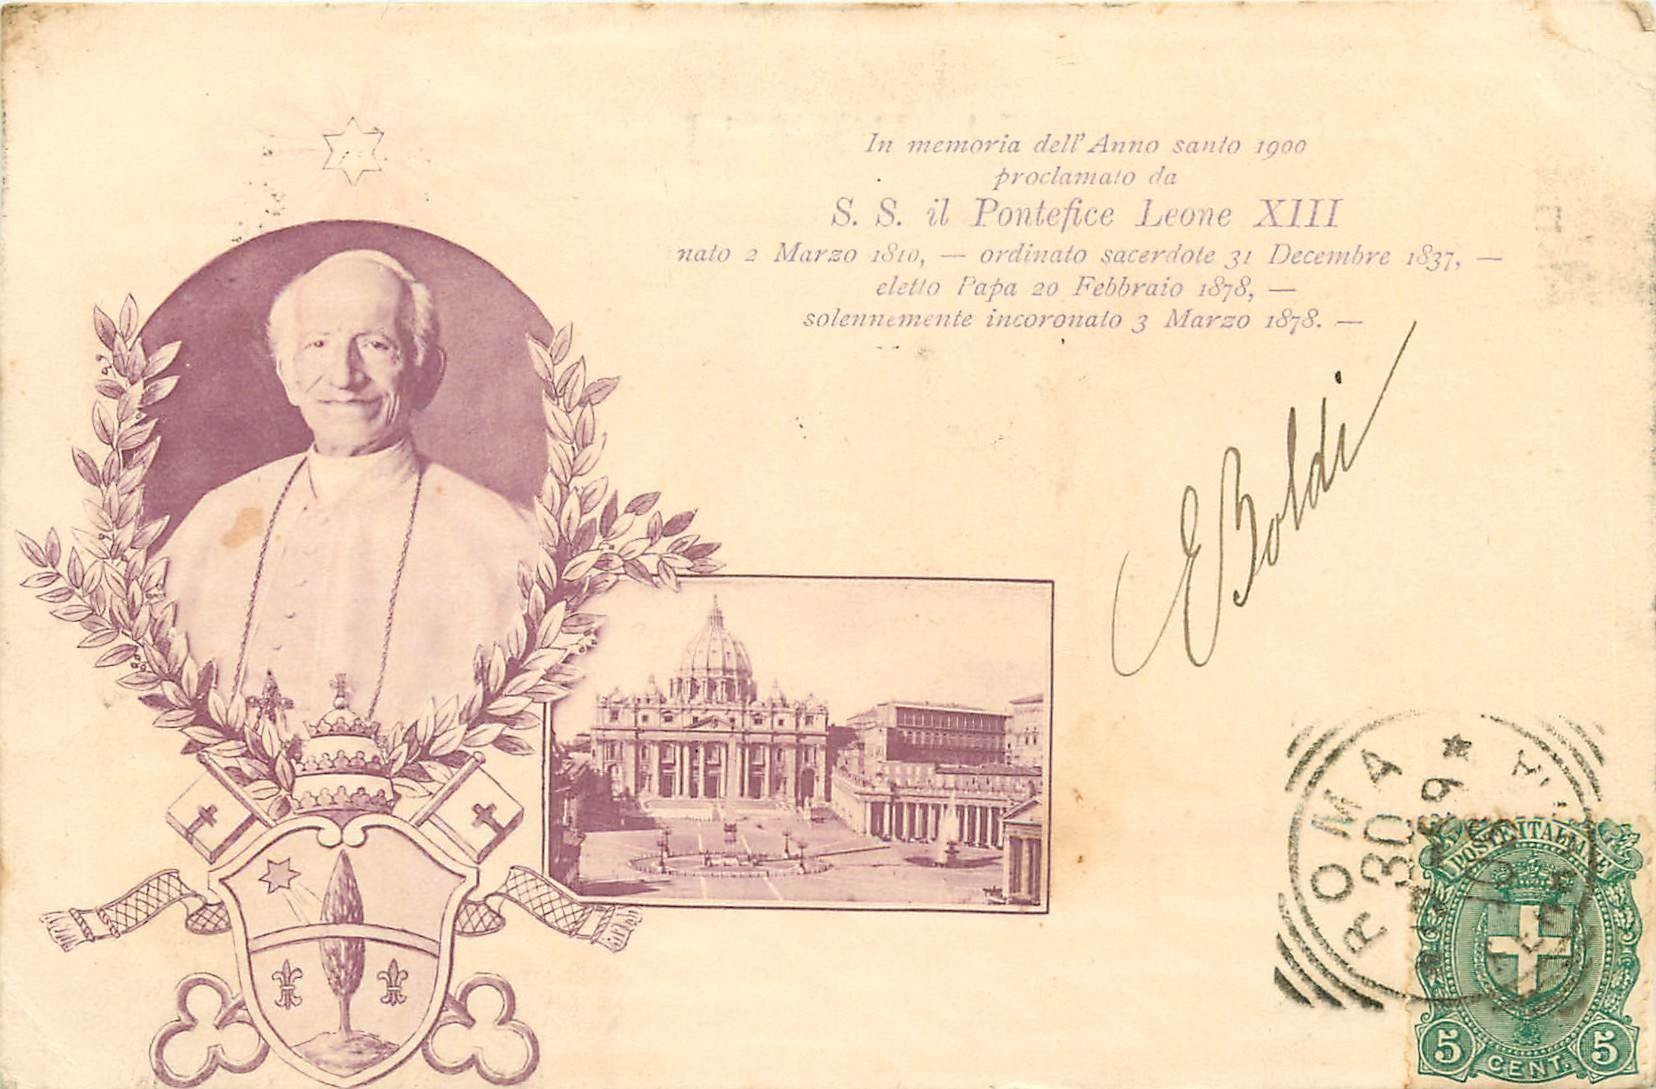 In memoria dell' Anno santo 1900
proclamato da
S. S. il Pontefice Leone XIII
nato 2 Marzo 1810, — ordinato sacerdote 31 Decembre 1837, —
eletto Papa 20 Febbraio 1878, —
solennemente incoronato 3 Marzo 1878. —
E Boldi
ROMA
30
99
POSTE ITALIANE
5 CENT. 5